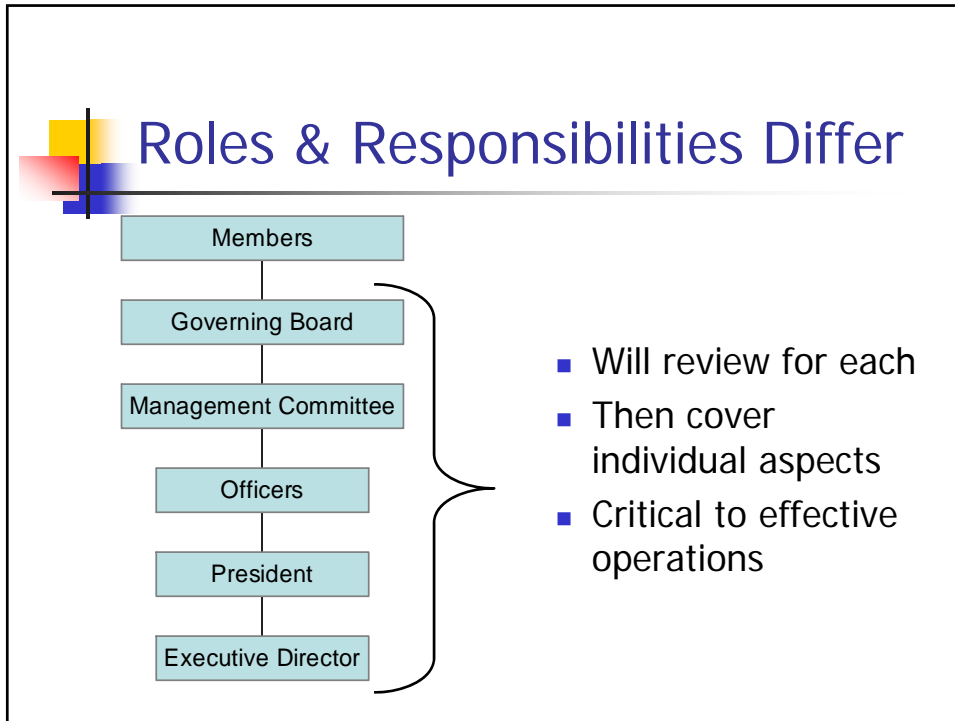 Roles & Responsibilities Differ
Members
Governing Board
Management Committee
Officers
President
Executive Director
Will review for each
Then cover
individual aspects
Critical to effective
operations